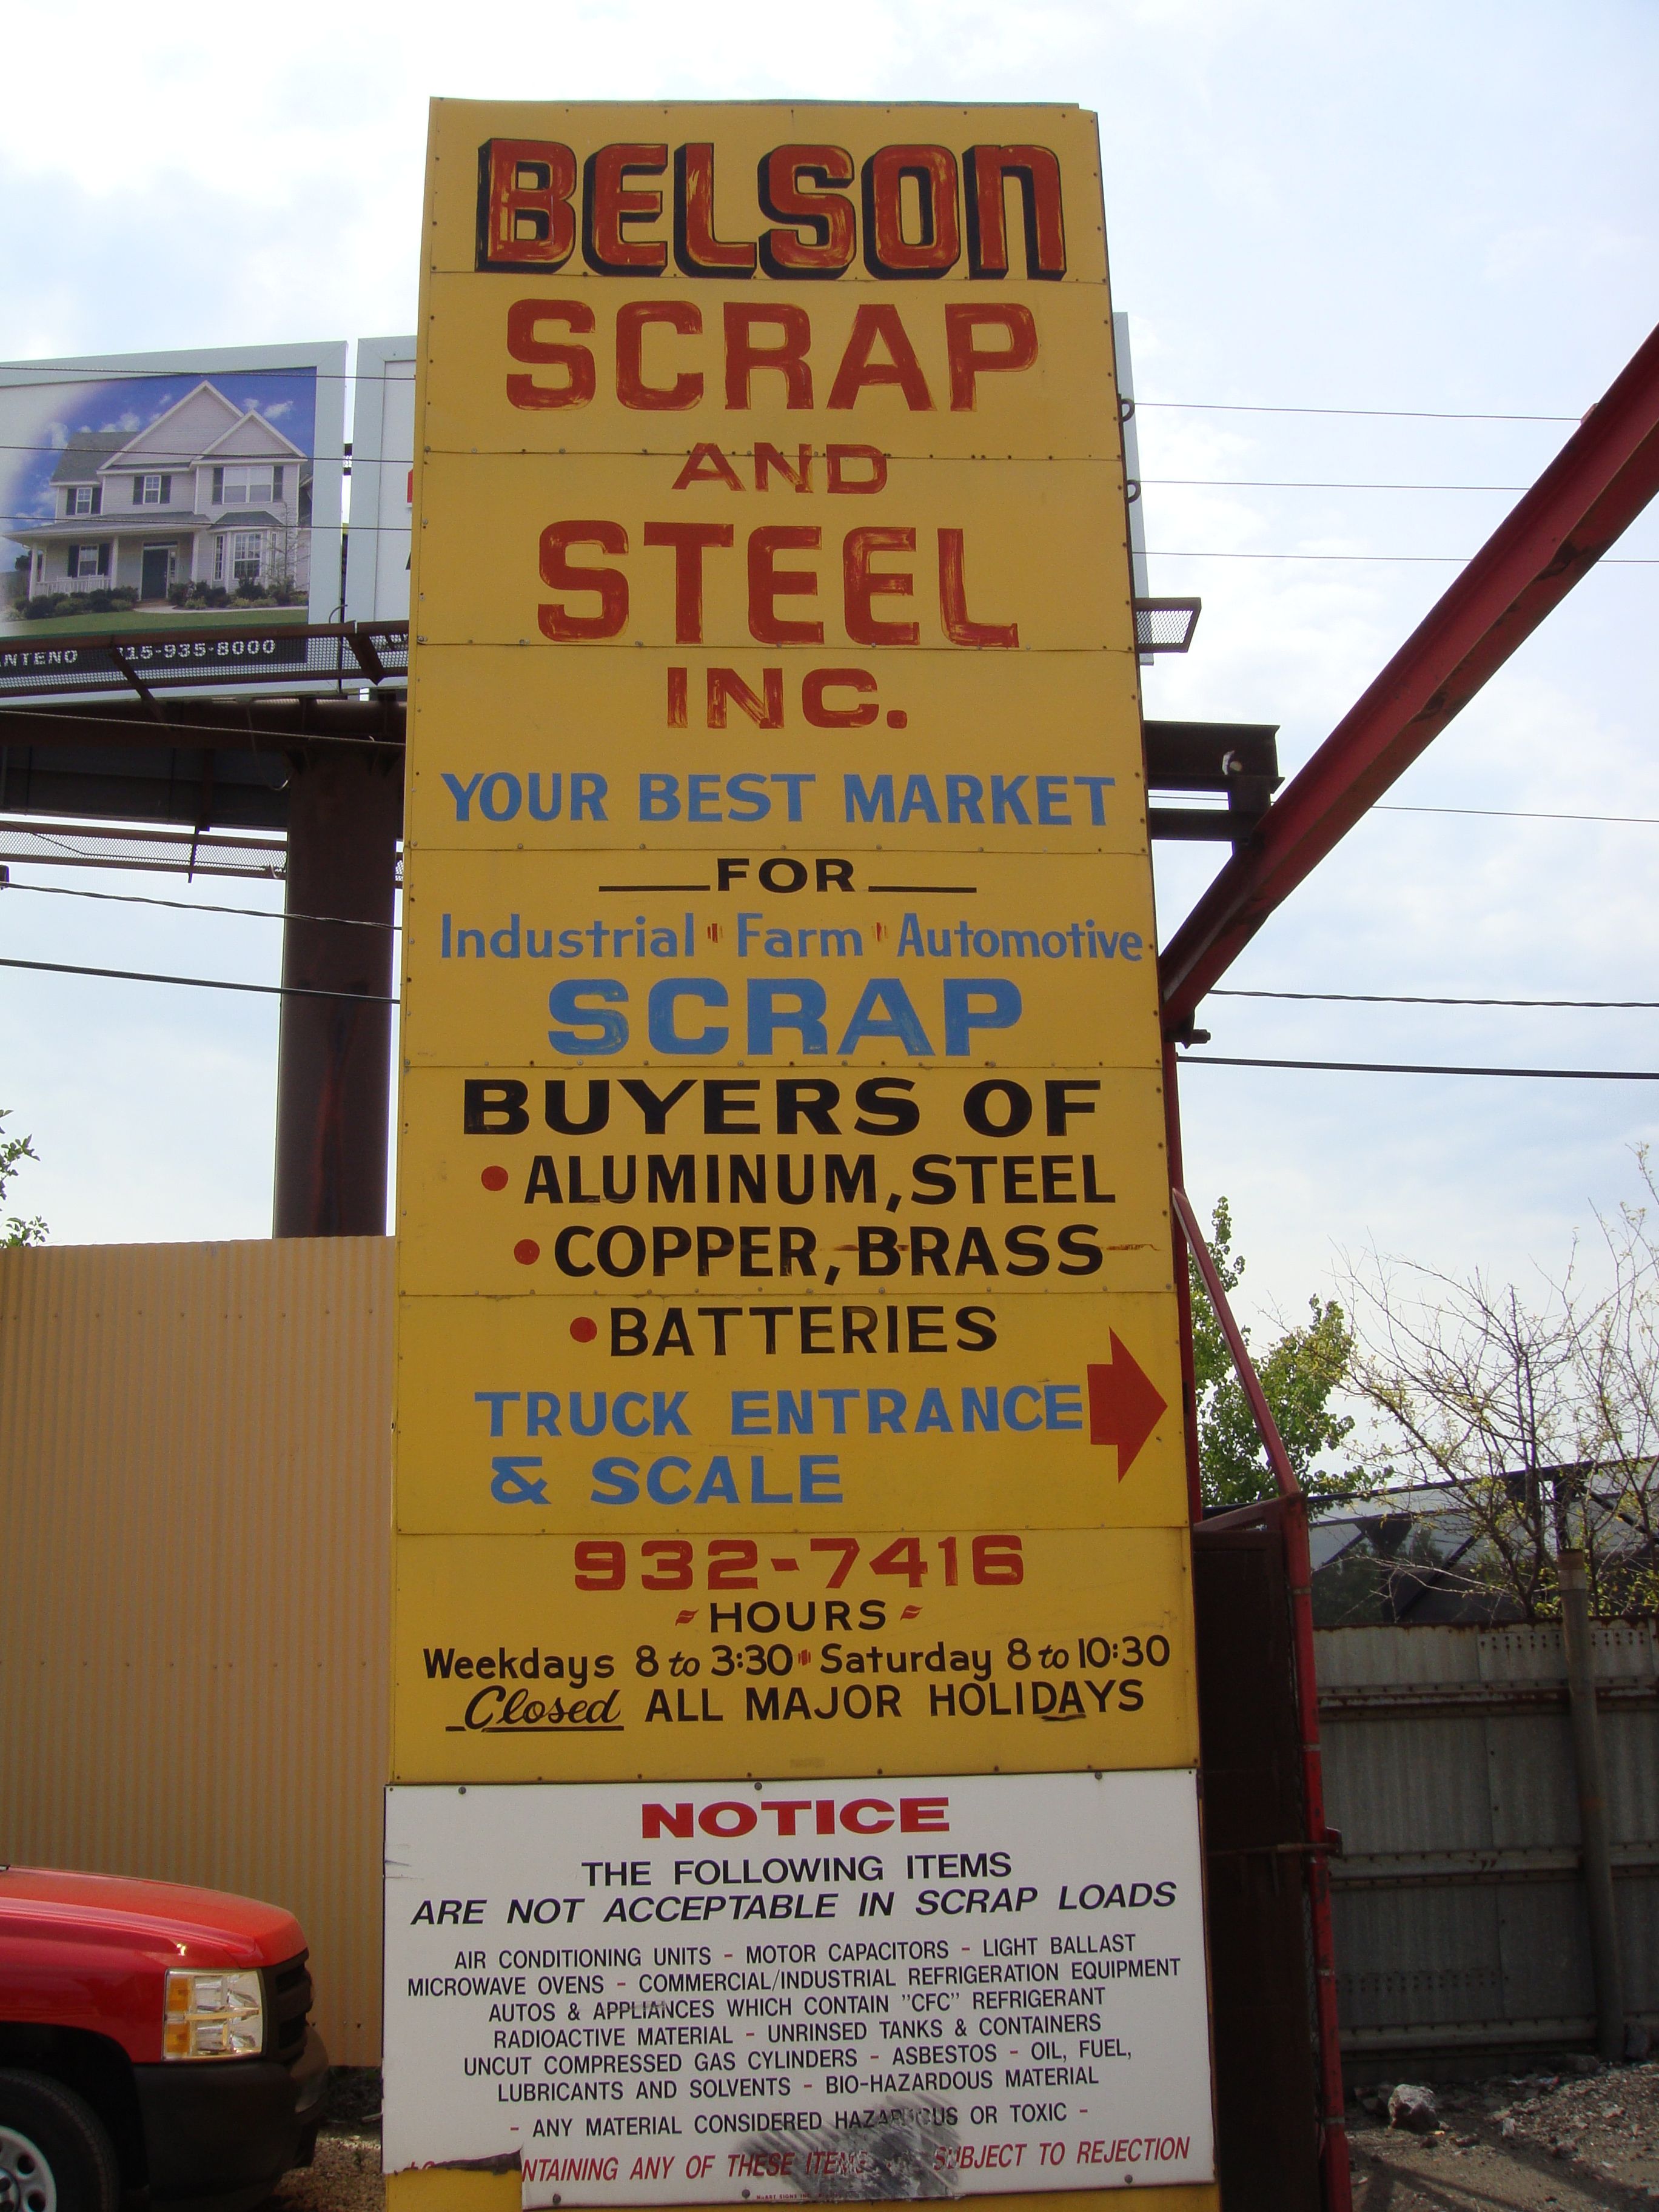 BELSON
SCRAP
AND
STEEL
INC.
YOUR BEST MARKET
FOR
Industrial Farm Automotive
SCRAP
BUYERS OF
• ALUMINUM, STEEL
• COPPER, BRASS
• BATTERIES
TRUCK ENTRANCE
& SCALE
932-7416
HOURS
Weekdays 8 to 3:30 Saturday 8 to 10:30
Closed ALL MAJOR HOLIDAYS
NOTICE
THE FOLLOWING ITEMS
ARE NOT ACCEPTABLE IN SCRAP LOADS
AIR CONDITIONING UNITS - MOTOR CAPACITORS - LIGHT BALLAST
MICROWAVE OVENS - COMMERCIAL/INDUSTRIAL REFRIGERATION EQUIPMENT
AUTOS & APPLIANCES WHICH CONTAIN "CFC" REFRIGERANT
RADIOACTIVE MATERIAL - UNRINSED TANKS & CONTAINERS
UNCUT COMPRESSED GAS CYLINDERS - ASBESTOS - OIL, FUEL,
LUBRICANTS AND SOLVENTS - BIO-HAZARDOUS MATERIAL
- ANY MATERIAL CONSIDERED HAZARDOUS OR TOXIC -
NTAINING ANY OF THESE ITEMS SUBJECT TO REJECTION
NTENO 15-935-8000